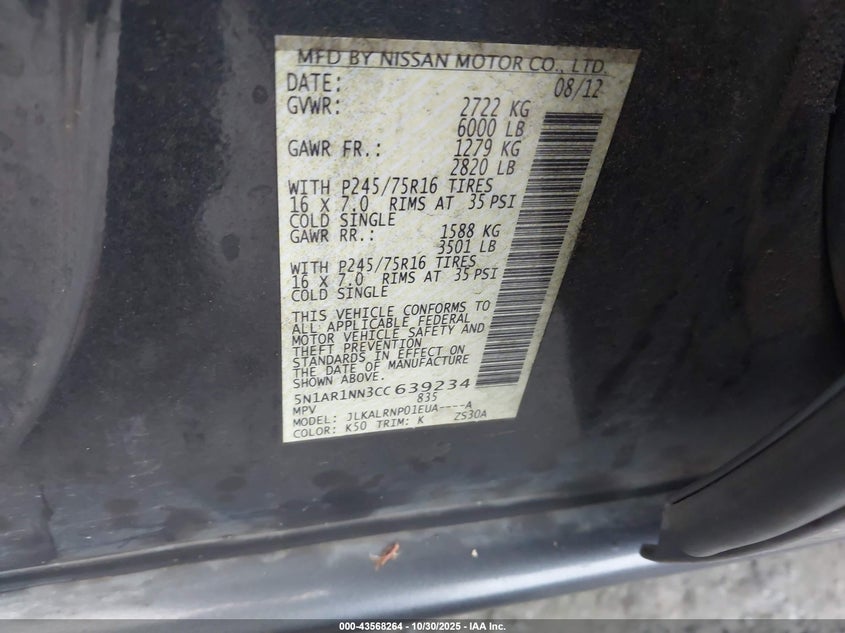 MFD BY NISSAN MOTOR CO., LTD.
DATE: 08/12
GVWR: 2722 KG
6000 LB
GAWR FR.: 1279 KG
2820 LB
WITH P245/75R16 TIRES
16 X 7.0 RIMS AT 35 PSI
COLD SINGLE
GAWR RR.: 1588 KG
3501 LB
WITH P245/75R16 TIRES
16 X 7.0 RIMS AT 35 PSI
COLD SINGLE
THIS VEHICLE CONFORMS TO
ALL APPLICABLE FEDERAL
MOTOR VEHICLE SAFETY AND
THEFT PREVENTION
STANDARDS IN EFFECT ON
THE DATE OF MANUFACTURE
SHOWN ABOVE
5N1AR1NN3CC639234
MPV 835
MODEL: JLKALRNP01EUA----A
COLOR: K50 TRIM: K ZS30A
000-43568264 - 10/30/2025 - IAA Inc.